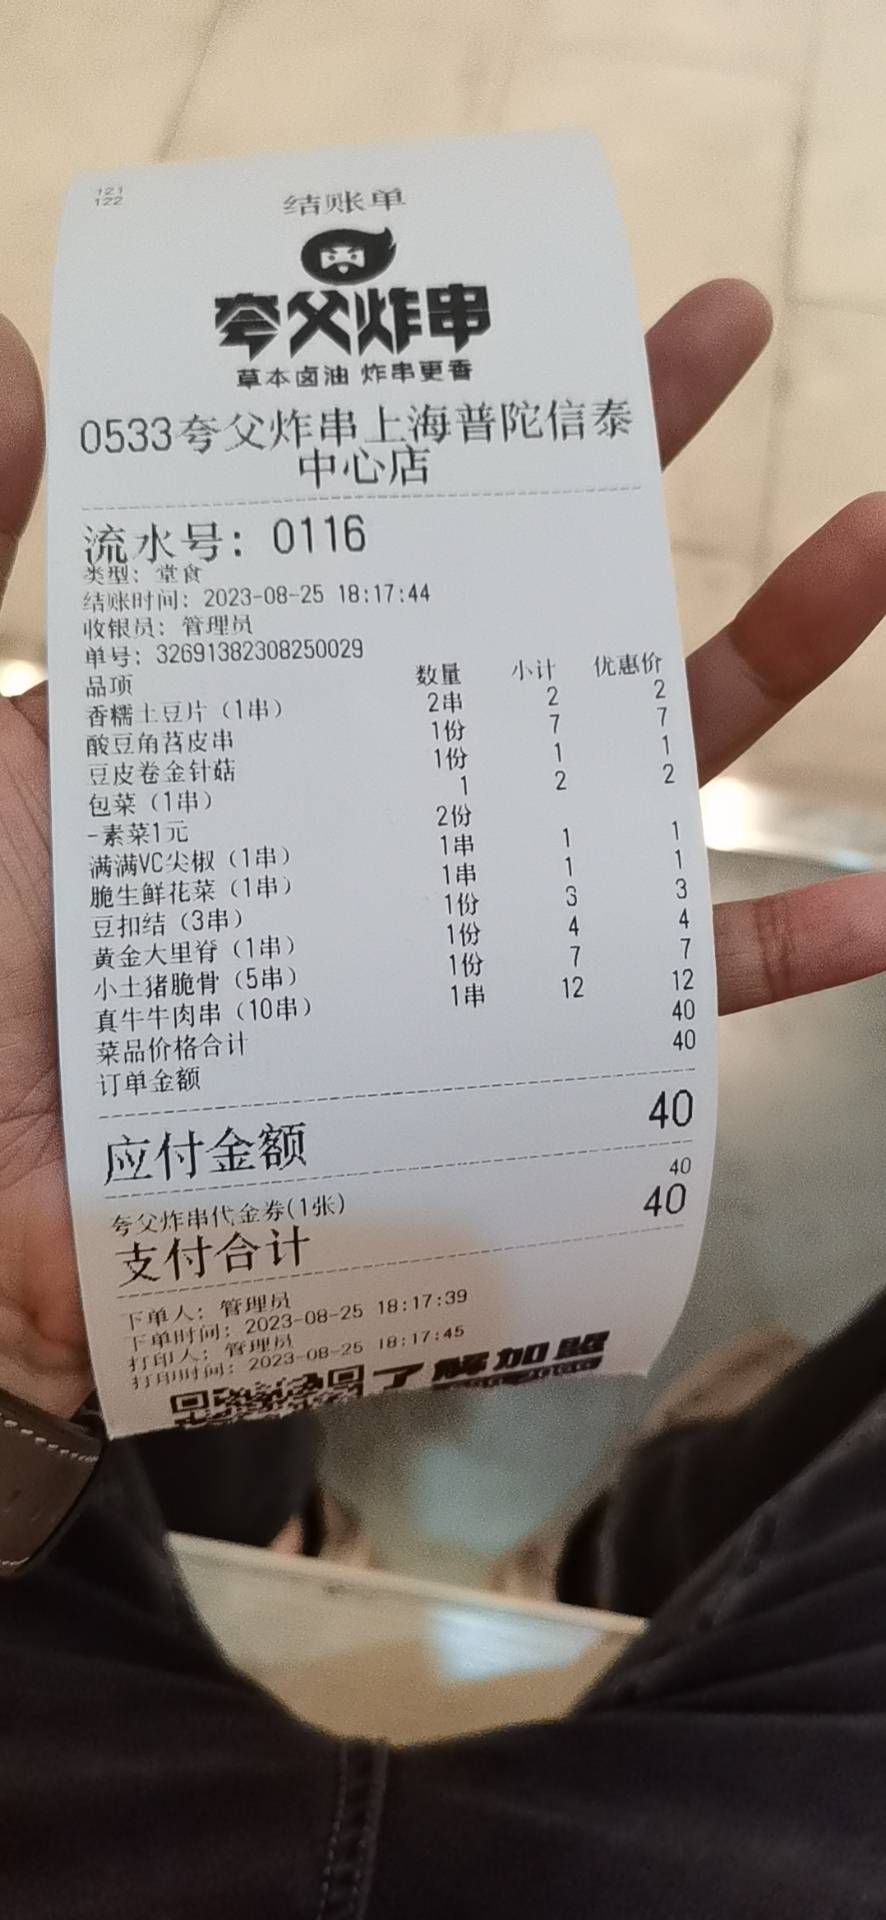 121
122
结账单
夸父炸串
草本卤油 炸串更香
0533夸父炸串上海普陀信泰
中心店
流水号: 0116
类型: 堂食
结账时间: 2023-08-25 18:17:44
收银员: 管理员
单号: 32691382308250029
品项 数量 小计 优惠价
香糯土豆片(1串) 2串 2 2
酸豆角苕皮串 1份 7 7
豆皮卷金针菇 1份 1 1
包菜(1串) 1 2 2
-素菜1元 2份
满满VC尖椒(1串) 1串 1 1
脆生鲜花菜(1串) 1串 1 1
豆扣结(3串) 1份 3 3
黄金大里脊(1串) 1份 4 4
小土猪脆骨(5串) 1份 7 7
真牛牛肉串(10串) 1串 12 12
菜品价格合计 40
订单金额 40
应付金额 40
夸父炸串代金券(1张) 40
支付合计 40
下单人: 管理员
下单时间: 2023-08-25 18:17:39
打印人: 管理员
打印时间: 2023-08-25 18:17:45
了解加盟